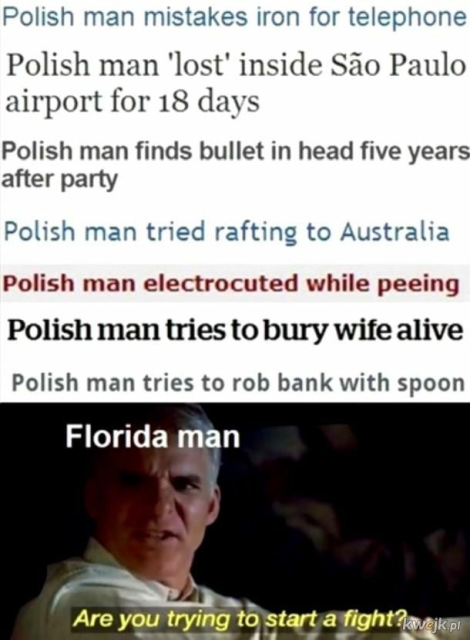 Polish man mistakes iron for telephone
Polish man 'lost' inside São Paulo
airport for 18 days
Polish man finds bullet in head five years
after party
Polish man tried rafting to Australia
Polish man electrocuted while peeing
Polish man tries to bury wife alive
Polish man tries to rob bank with spoon
Florida man
Are you trying to start a fight?
kwejk.pl